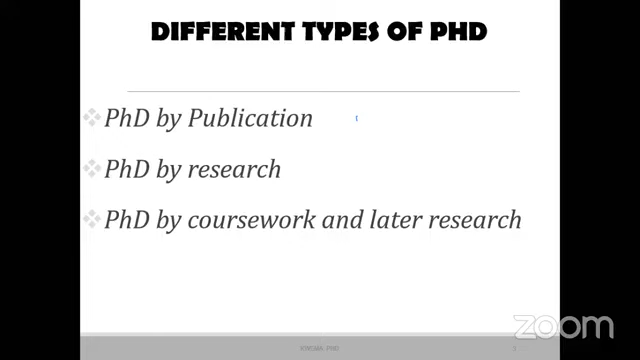 DIFFERENT TYPES OF PHD
PhD by Publication
PhD by research
PhD by coursework and later research
zoom